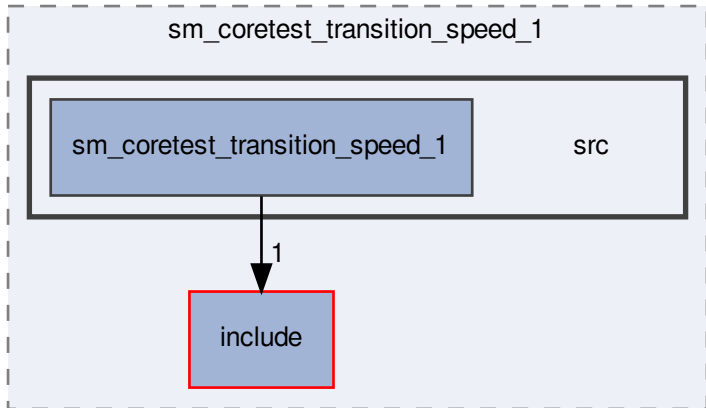 sm_coretest_transition_speed_1
sm_coretest_transition_speed_1
src
1
include